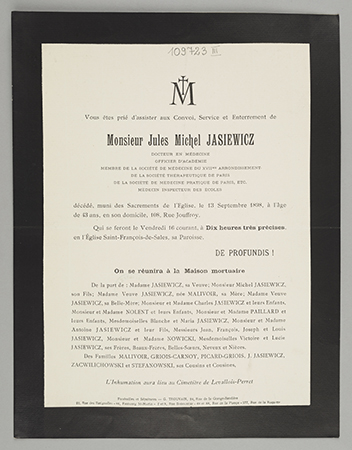 109723 III
M
Vous êtes prié d'assister aux Convoi, Service et Enterrement de
Monsieur Jules Michel JASIEWICZ
DOCTEUR EN MÉDECINE
OFFICIER D'ACADÉMIE
MEMBRE DE LA SOCIÉTÉ DE MÉDECINE DU VIIIme ARRONDISSEMENT
DE LA SOCIÉTÉ THÉRAPEUTIQUE DE PARIS
DE LA SOCIÉTÉ DE MÉDECINE PRATIQUE DE PARIS, ETC.
MÉDECIN INSPECTEUR DES ÉCOLES
décédé, muni des Sacrements de l'Eglise, le 13 Septembre 1898, à l'âge
de 43 ans, en son domicile, 108, Rue Jouffroy.
Qui se feront le Vendredi 16 courant, à Dix heures très précises,
en l'Église Saint-François-de-Sales, sa Paroisse.
DE PROFUNDIS !
On se réunira à la Maison mortuaire
De la part de : Madame JASIEWICZ, sa Veuve; Monsieur Michel JASIEWICZ,
son Fils; Madame Veuve JASIEWICZ, née MALIVOIR, sa Mère; Madame Veuve
JASIEWICZ, sa Belle-Mère; Monsieur et Madame Charles JASIEWICZ et leurs Enfants,
Monsieur et Madame NOLENT et leurs Enfants, Monsieur et Madame PAILLARD et
leurs Enfants, Mesdemoiselles Blanche et Maria JASIEWICZ, Monsieur et Madame
Antoine JASIEWICZ et leur Fils, Messieurs Jean, François, Joseph et Louis
JASIEWICZ, Monsieur et Madame NOWICKI, Mesdemoiselles Victoire et Lucie
JASIEWICZ, ses Frères, Beaux-Frères, Belles-Sœurs, Neveux et Nièces,
Des Familles MALIVOIR, GROIS-CARNOY, PICARD-GROIS, J. JASIEWICZ,
ZACWILICHOWSKI et STEFANOWSKI, ses Cousins et Cousines,
L'Inhumation aura lieu au Cimetière de Levallois-Perret